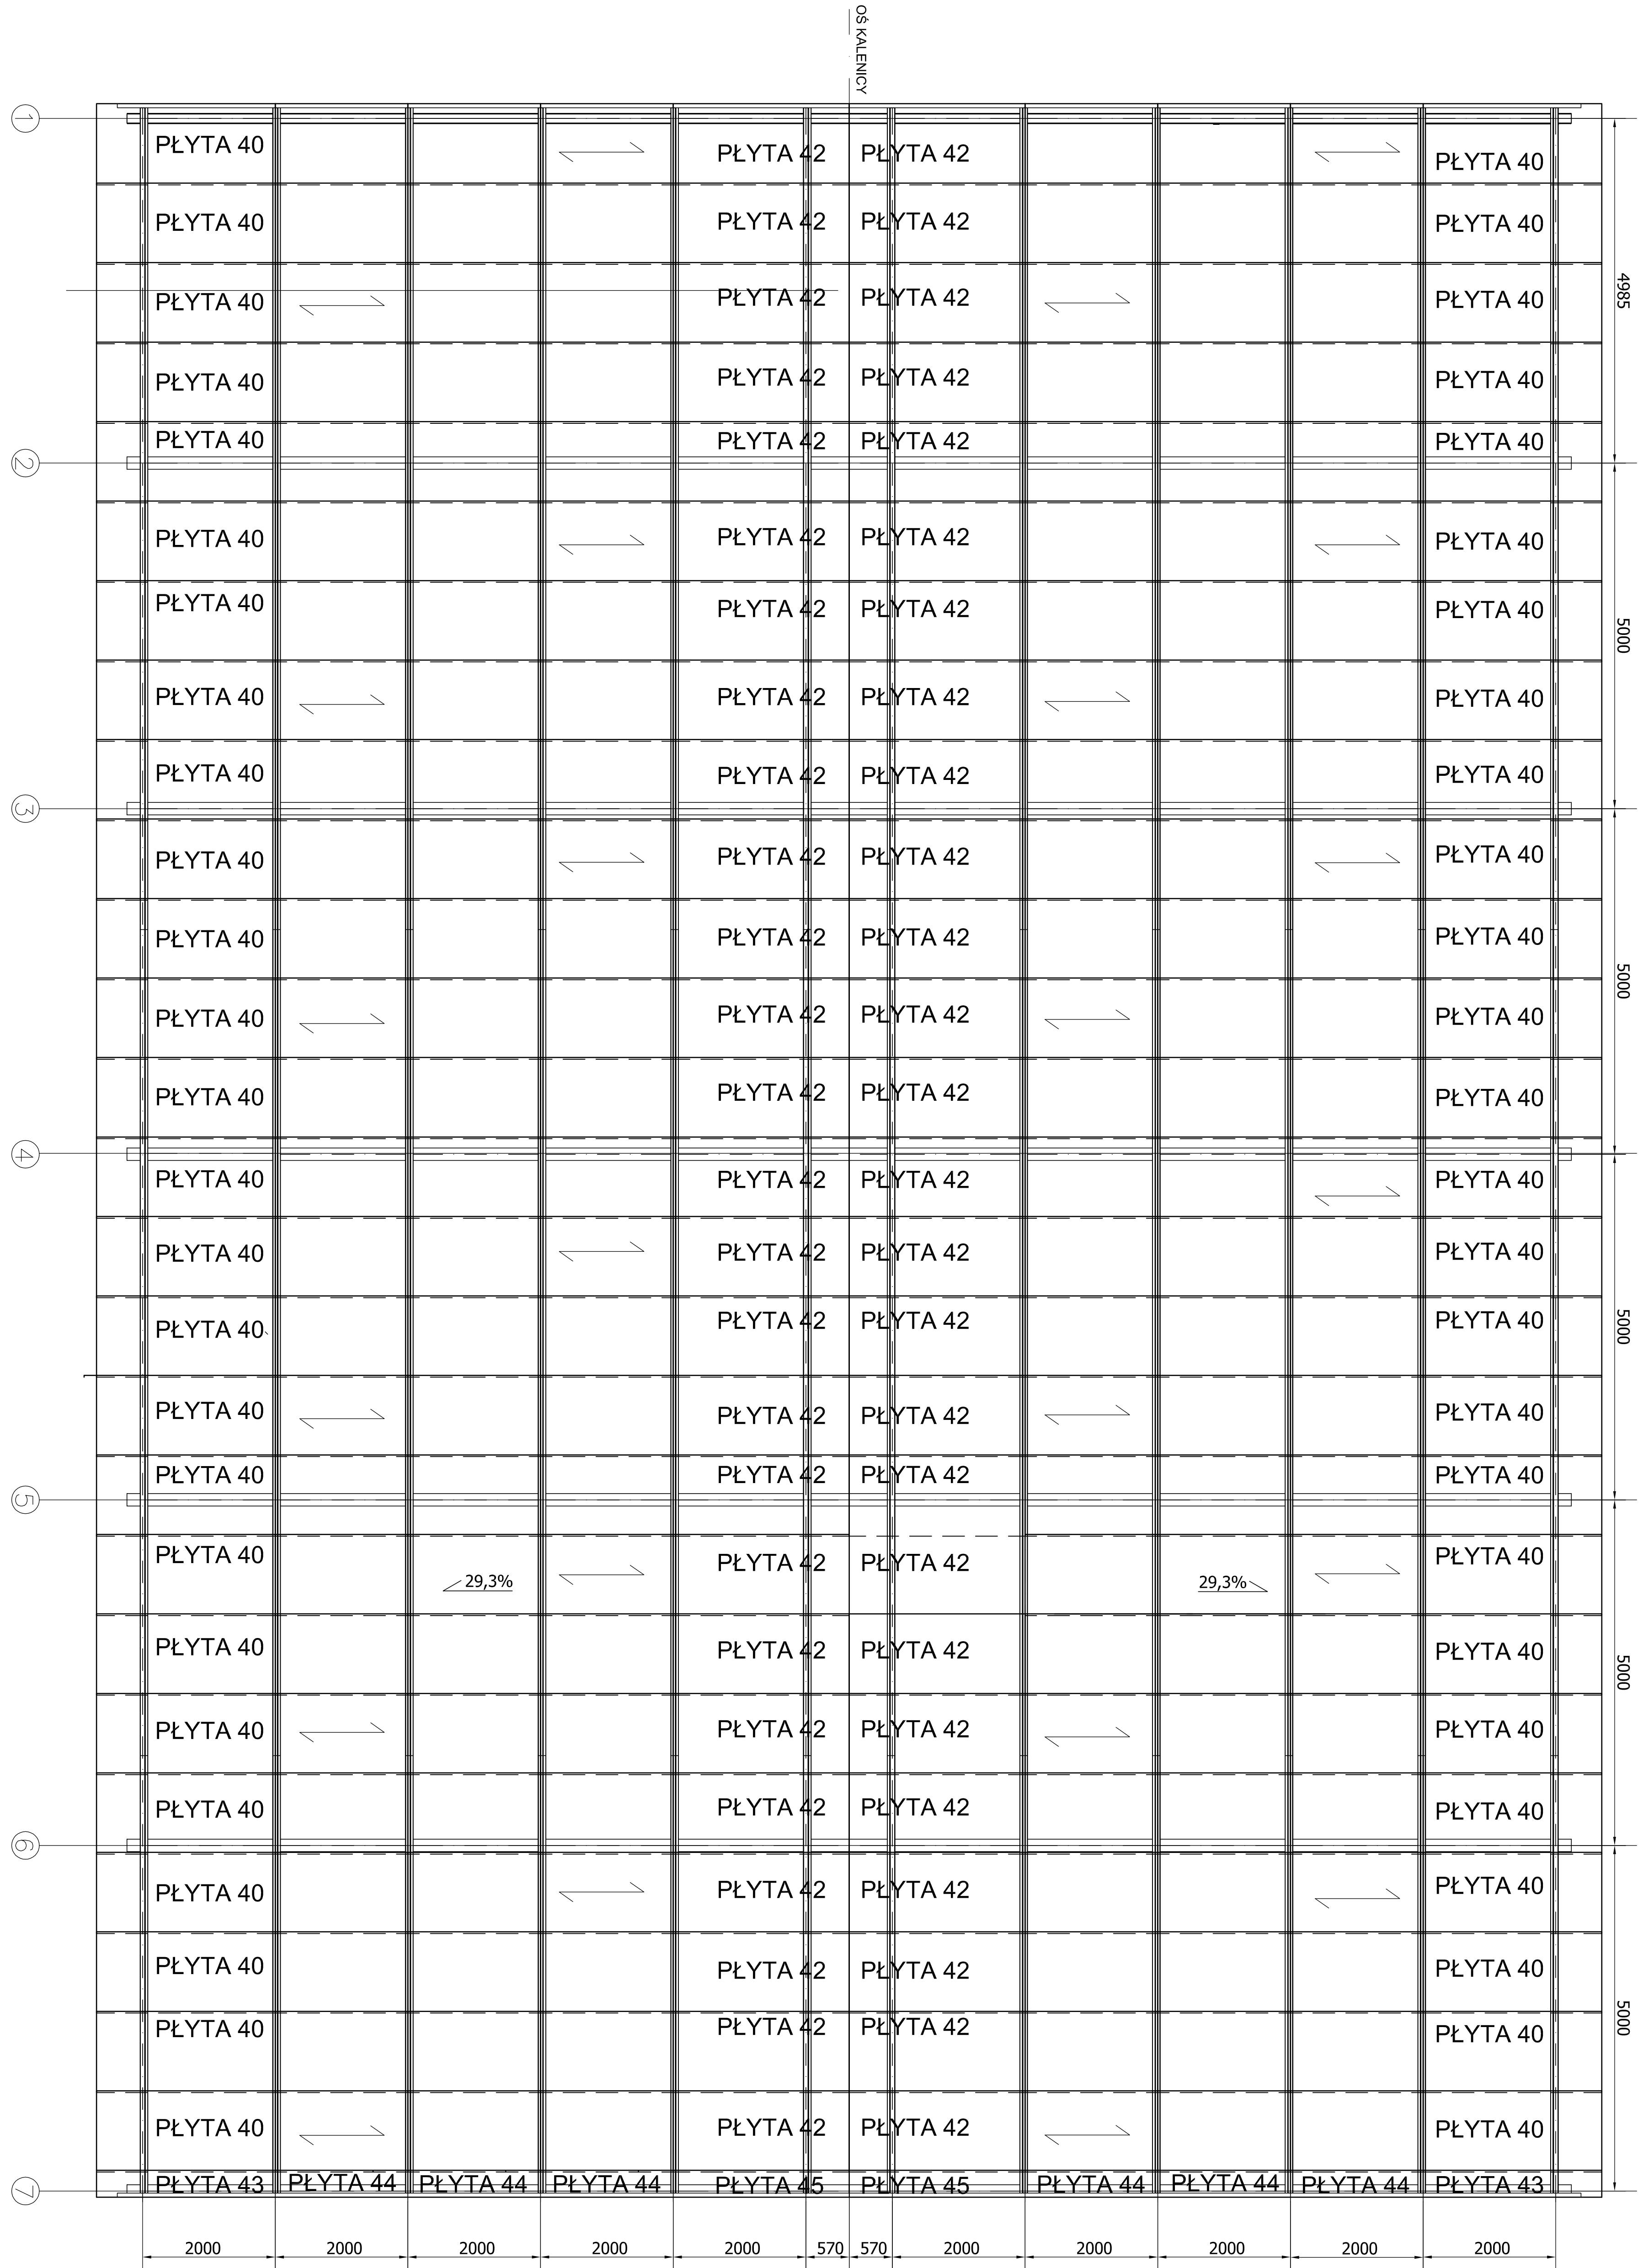 OŚ KALENICY
1
PŁYTA 40 PŁYTA 42 PŁYTA 42 PŁYTA 40
PŁYTA 40 PŁYTA 42 PŁYTA 42 PŁYTA 40
PŁYTA 40 PŁYTA 42 PŁYTA 42 PŁYTA 40
4985
PŁYTA 40 PŁYTA 42 PŁYTA 42 PŁYTA 40
PŁYTA 40 PŁYTA 42 PŁYTA 42 PŁYTA 40
2
PŁYTA 40 PŁYTA 42 PŁYTA 42 PŁYTA 40
PŁYTA 40 PŁYTA 42 PŁYTA 42 PŁYTA 40
5000
PŁYTA 40 PŁYTA 42 PŁYTA 42 PŁYTA 40
PŁYTA 40 PŁYTA 42 PŁYTA 42 PŁYTA 40
3
PŁYTA 40 PŁYTA 42 PŁYTA 42 PŁYTA 40
PŁYTA 40 PŁYTA 42 PŁYTA 42 PŁYTA 40
5000
PŁYTA 40 PŁYTA 42 PŁYTA 42 PŁYTA 40
PŁYTA 40 PŁYTA 42 PŁYTA 42 PŁYTA 40
4
PŁYTA 40 PŁYTA 42 PŁYTA 42 PŁYTA 40
PŁYTA 40 PŁYTA 42 PŁYTA 42 PŁYTA 40
PŁYTA 40 PŁYTA 42 PŁYTA 42 PŁYTA 40
5000
PŁYTA 40 PŁYTA 42 PŁYTA 42 PŁYTA 40
PŁYTA 40 PŁYTA 42 PŁYTA 42 PŁYTA 40
5
PŁYTA 40 PŁYTA 42 PŁYTA 42 PŁYTA 40
29,3% 29,3%
PŁYTA 40 PŁYTA 42 PŁYTA 42 PŁYTA 40
5000
PŁYTA 40 PŁYTA 42 PŁYTA 42 PŁYTA 40
PŁYTA 40 PŁYTA 42 PŁYTA 42 PŁYTA 40
6
PŁYTA 40 PŁYTA 42 PŁYTA 42 PŁYTA 40
PŁYTA 40 PŁYTA 42 PŁYTA 42 PŁYTA 40
5000
PŁYTA 40 PŁYTA 42 PŁYTA 42 PŁYTA 40
PŁYTA 40 PŁYTA 42 PŁYTA 42 PŁYTA 40
7
PŁYTA 43 PŁYTA 44 PŁYTA 44 PŁYTA 44 PŁYTA 45 PŁYTA 45 PŁYTA 44 PŁYTA 44 PŁYTA 44 PŁYTA 43
2000 2000 2000 2000 2000 570 570 2000 2000 2000 2000 2000